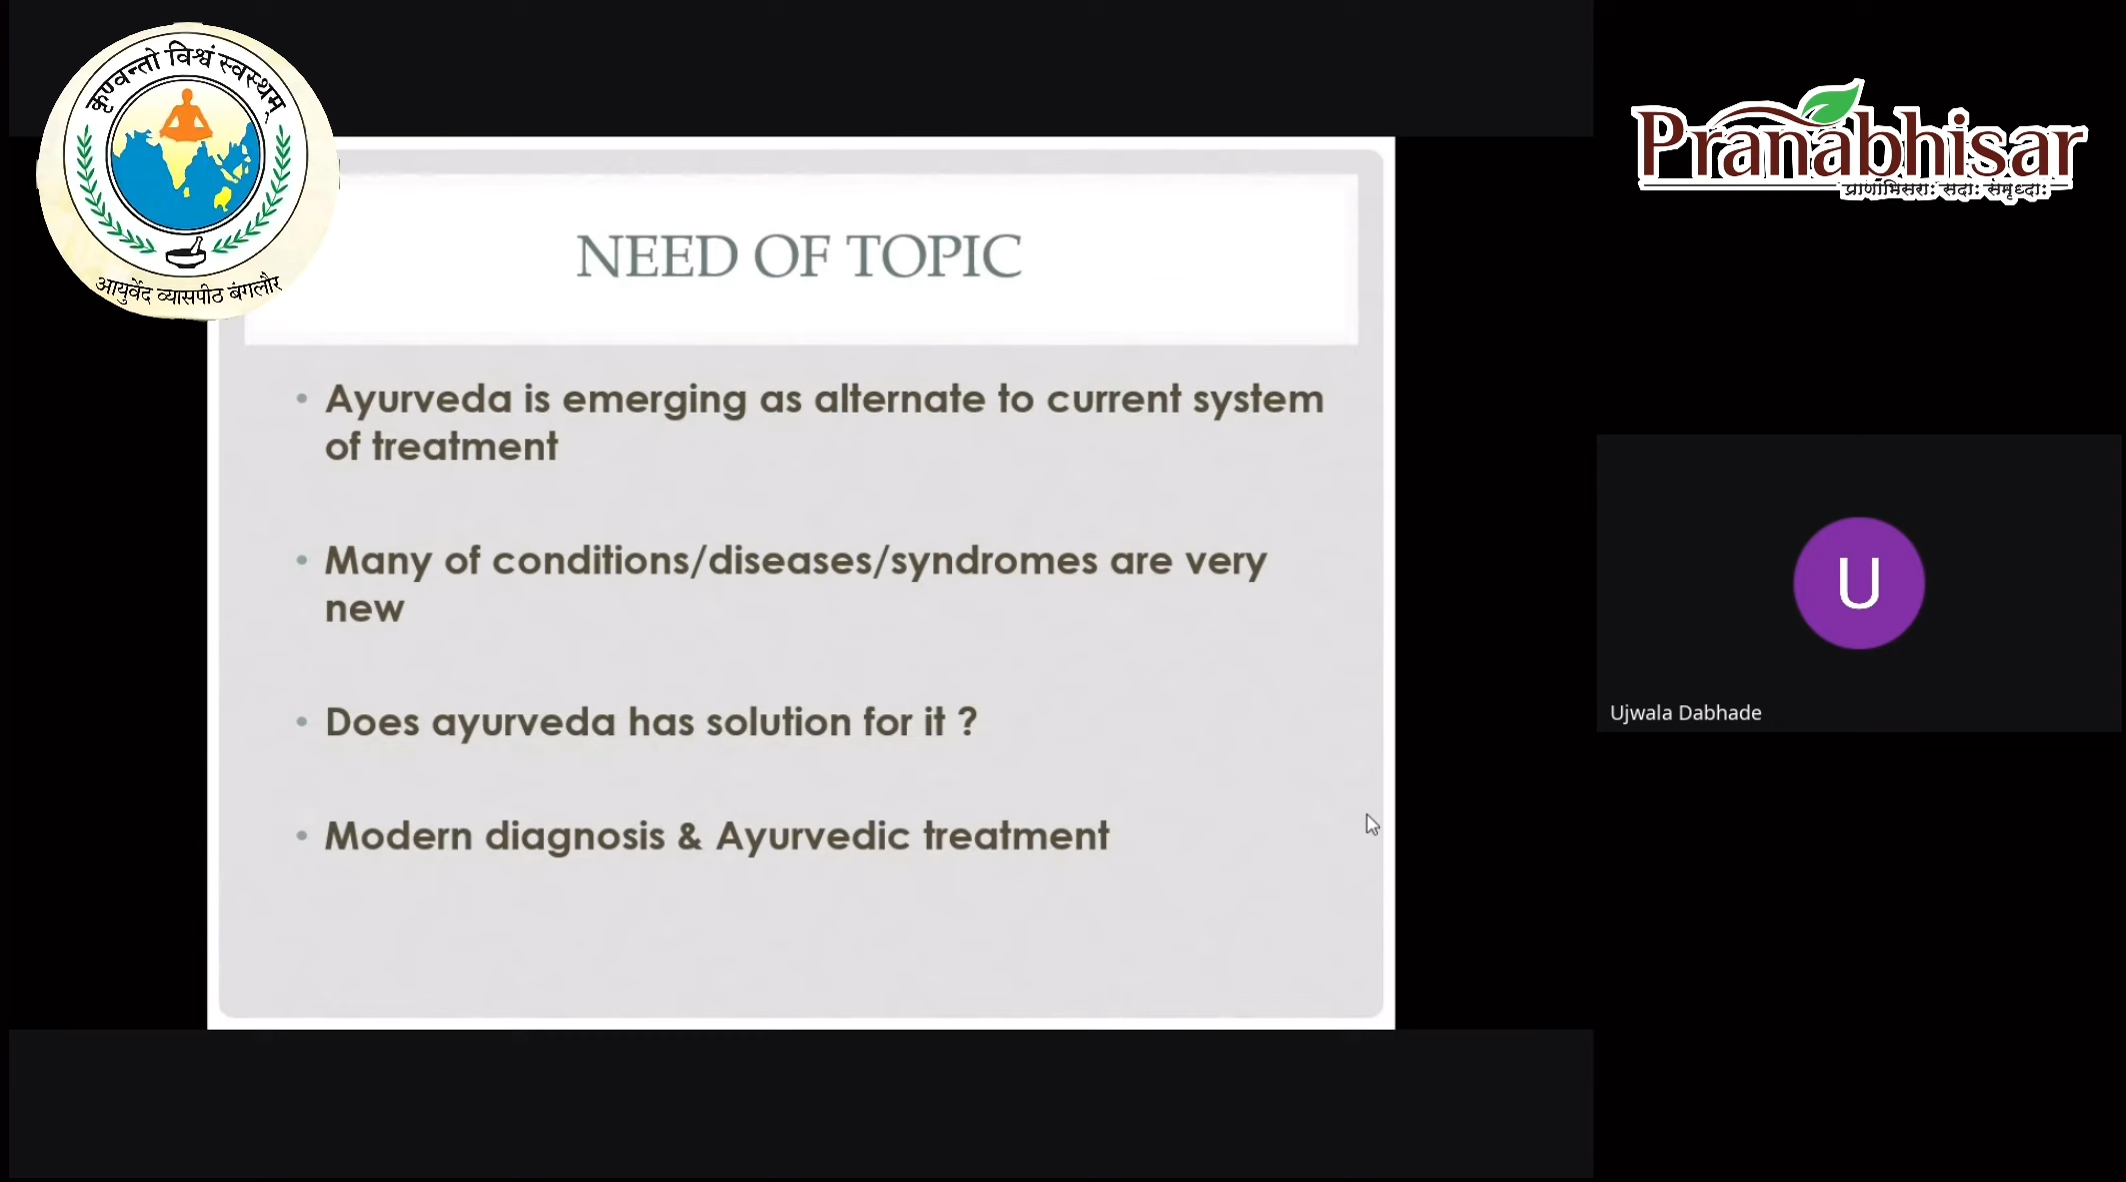 कृण्वन्तो विश्वं स्वस्थम्
आयुर्वेद व्यासपीठ बंगलौर
Pranabhisar
प्राणाभिसराः सदाः संमृध्दाः
NEED OF TOPIC
• Ayurveda is emerging as alternate to current system
of treatment
• Many of conditions/diseases/syndromes are very
new
• Does ayurveda has solution for it ?
• Modern diagnosis & Ayurvedic treatment
U
Ujwala Dabhade